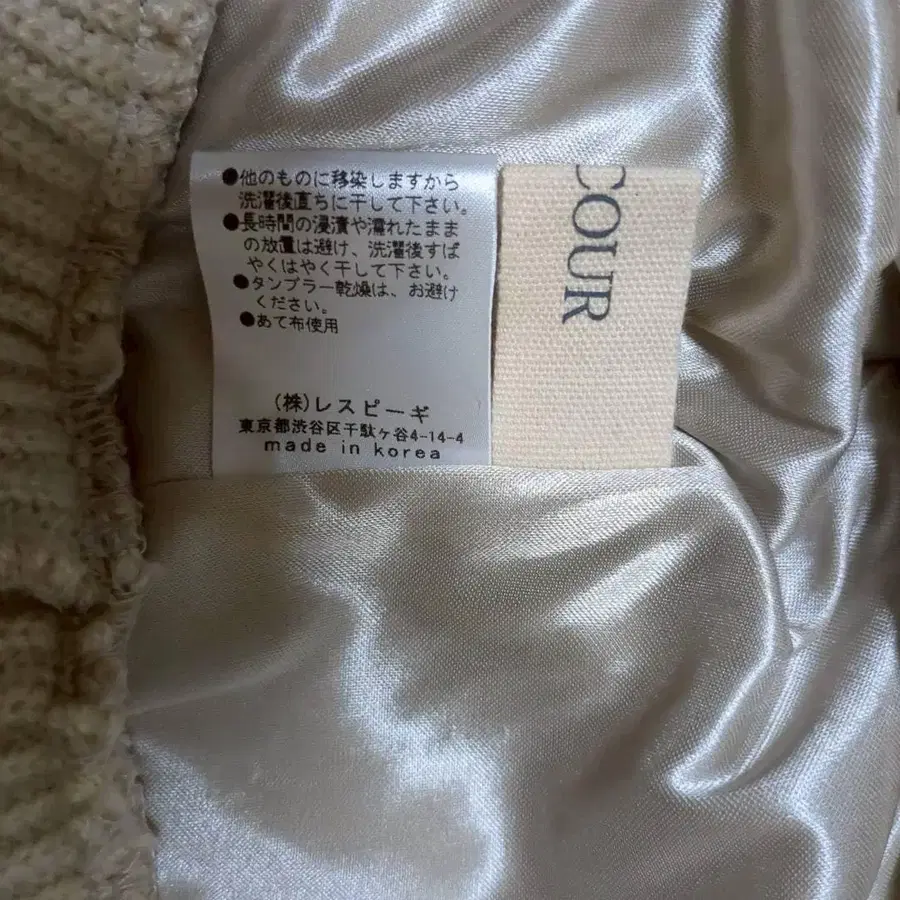 ●他のものに移染しますから
洗濯後直ちに干して下さい。
●長時間の浸漬や濡れたまま
の放置は避け、洗濯後すば
やくはやく干して下さい。
●タンブラー乾燥は、お避け
ください。
●あて布使用
(株)レスピーギ
東京都渋谷区千駄ヶ谷4-14-4
made in korea
COUR